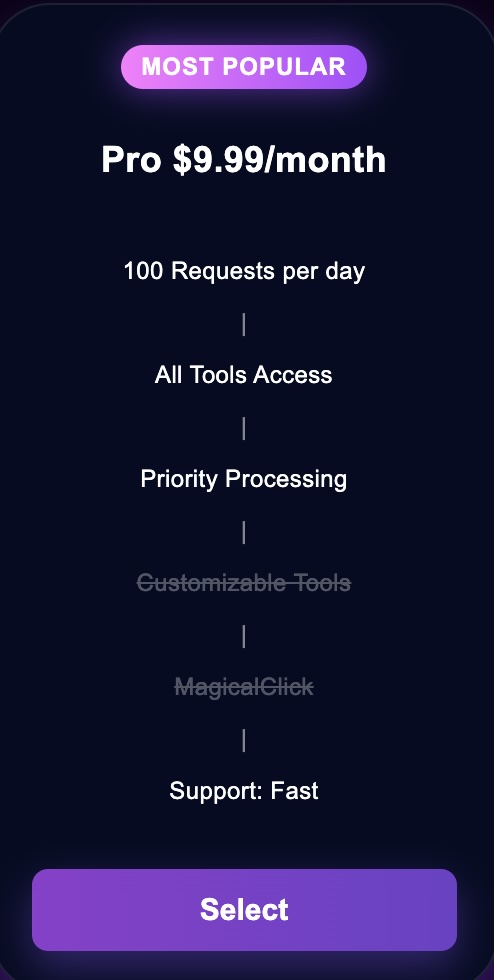 MOST POPULAR
Pro $9.99/month
100 Requests per day
|
All Tools Access
|
Priority Processing
|
Customizable Tools
|
MagicalClick
|
Support: Fast
Select